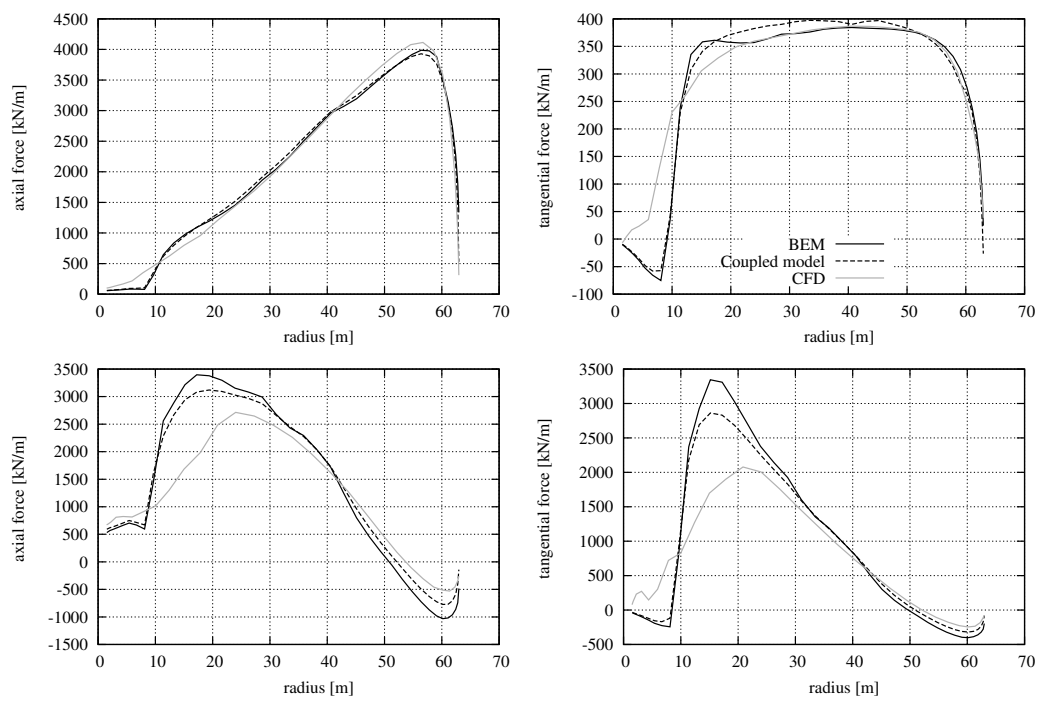 4500
4000
3500
3000
2500
2000
1500
1000
500
0
axial force [kN/m]
0 10 20 30 40 50 60 70
radius [m]
400
350
300
250
200
150
100
50
0
-50
-100
tangential force [kN/m]
BEM
Coupled model
CFD
0 10 20 30 40 50 60 70
radius [m]
3500
3000
2500
2000
1500
1000
500
0
-500
-1000
-1500
axial force [kN/m]
0 10 20 30 40 50 60 70
radius [m]
3500
3000
2500
2000
1500
1000
500
0
-500
tangential force [kN/m]
0 10 20 30 40 50 60 70
radius [m]